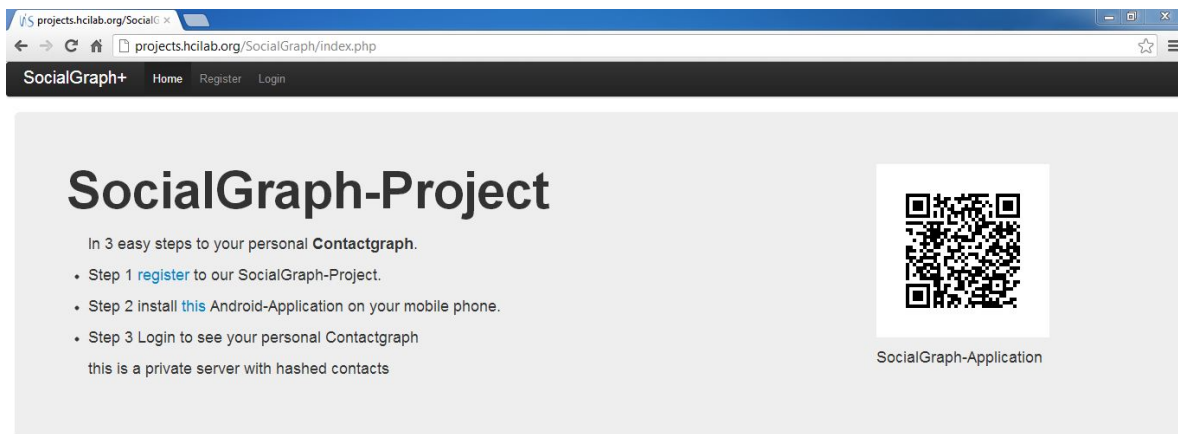 projects.hcilab.org/SocialG
projects.hcilab.org/SocialGraph/index.php
SocialGraph+ Home Register Login
SocialGraph-Project
In 3 easy steps to your personal Contactgraph.
• Step 1 register to our SocialGraph-Project.
• Step 2 install this Android-Application on your mobile phone.
• Step 3 Login to see your personal Contactgraph
this is a private server with hashed contacts
SocialGraph-Application